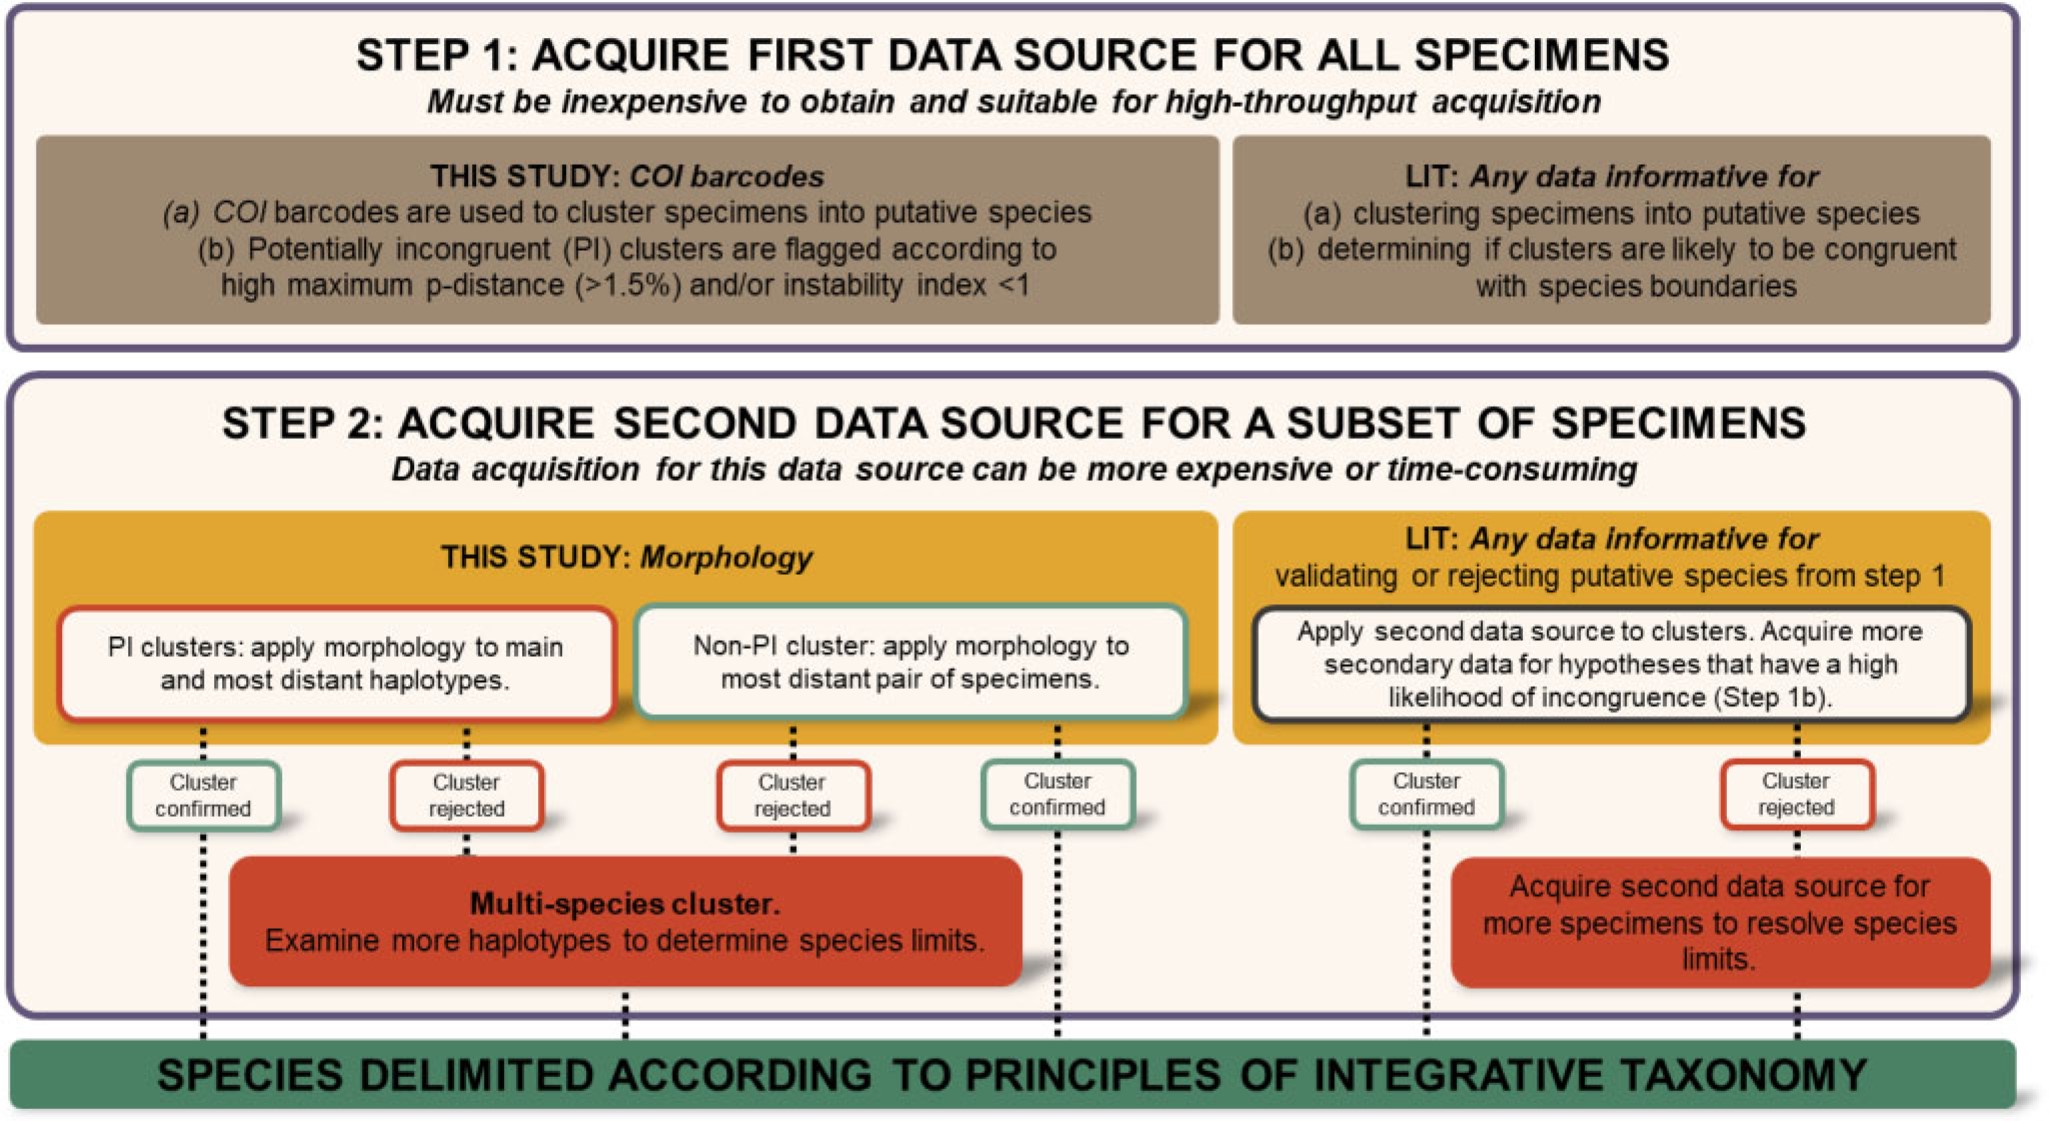 STEP 1: ACQUIRE FIRST DATA SOURCE FOR ALL SPECIMENS
Must be inexpensive to obtain and suitable for high-throughput acquisition
THIS STUDY: COI barcodes
(a) COI barcodes are used to cluster specimens into putative species
(b) Potentially incongruent (PI) clusters are flagged according to
high maximum p-distance (>1.5%) and/or instability index <1
LIT: Any data informative for
(a) clustering specimens into putative species
(b) determining if clusters are likely to be congruent
with species boundaries
STEP 2: ACQUIRE SECOND DATA SOURCE FOR A SUBSET OF SPECIMENS
Data acquisition for this data source can be more expensive or time-consuming
THIS STUDY: Morphology
PI clusters: apply morphology to main
and most distant haplotypes.
Non-PI cluster: apply morphology to
most distant pair of specimens.
LIT: Any data informative for
validating or rejecting putative species from step 1
Apply second data source to clusters. Acquire more
secondary data for hypotheses that have a high
likelihood of incongruence (Step 1b).
Cluster
confirmed
Cluster
rejected
Cluster
rejected
Cluster
confirmed
Cluster
confirmed
Cluster
rejected
Multi-species cluster.
Examine more haplotypes to determine species limits.
Acquire second data source for
more specimens to resolve species
limits.
SPECIES DELIMITED ACCORDING TO PRINCIPLES OF INTEGRATIVE TAXONOMY